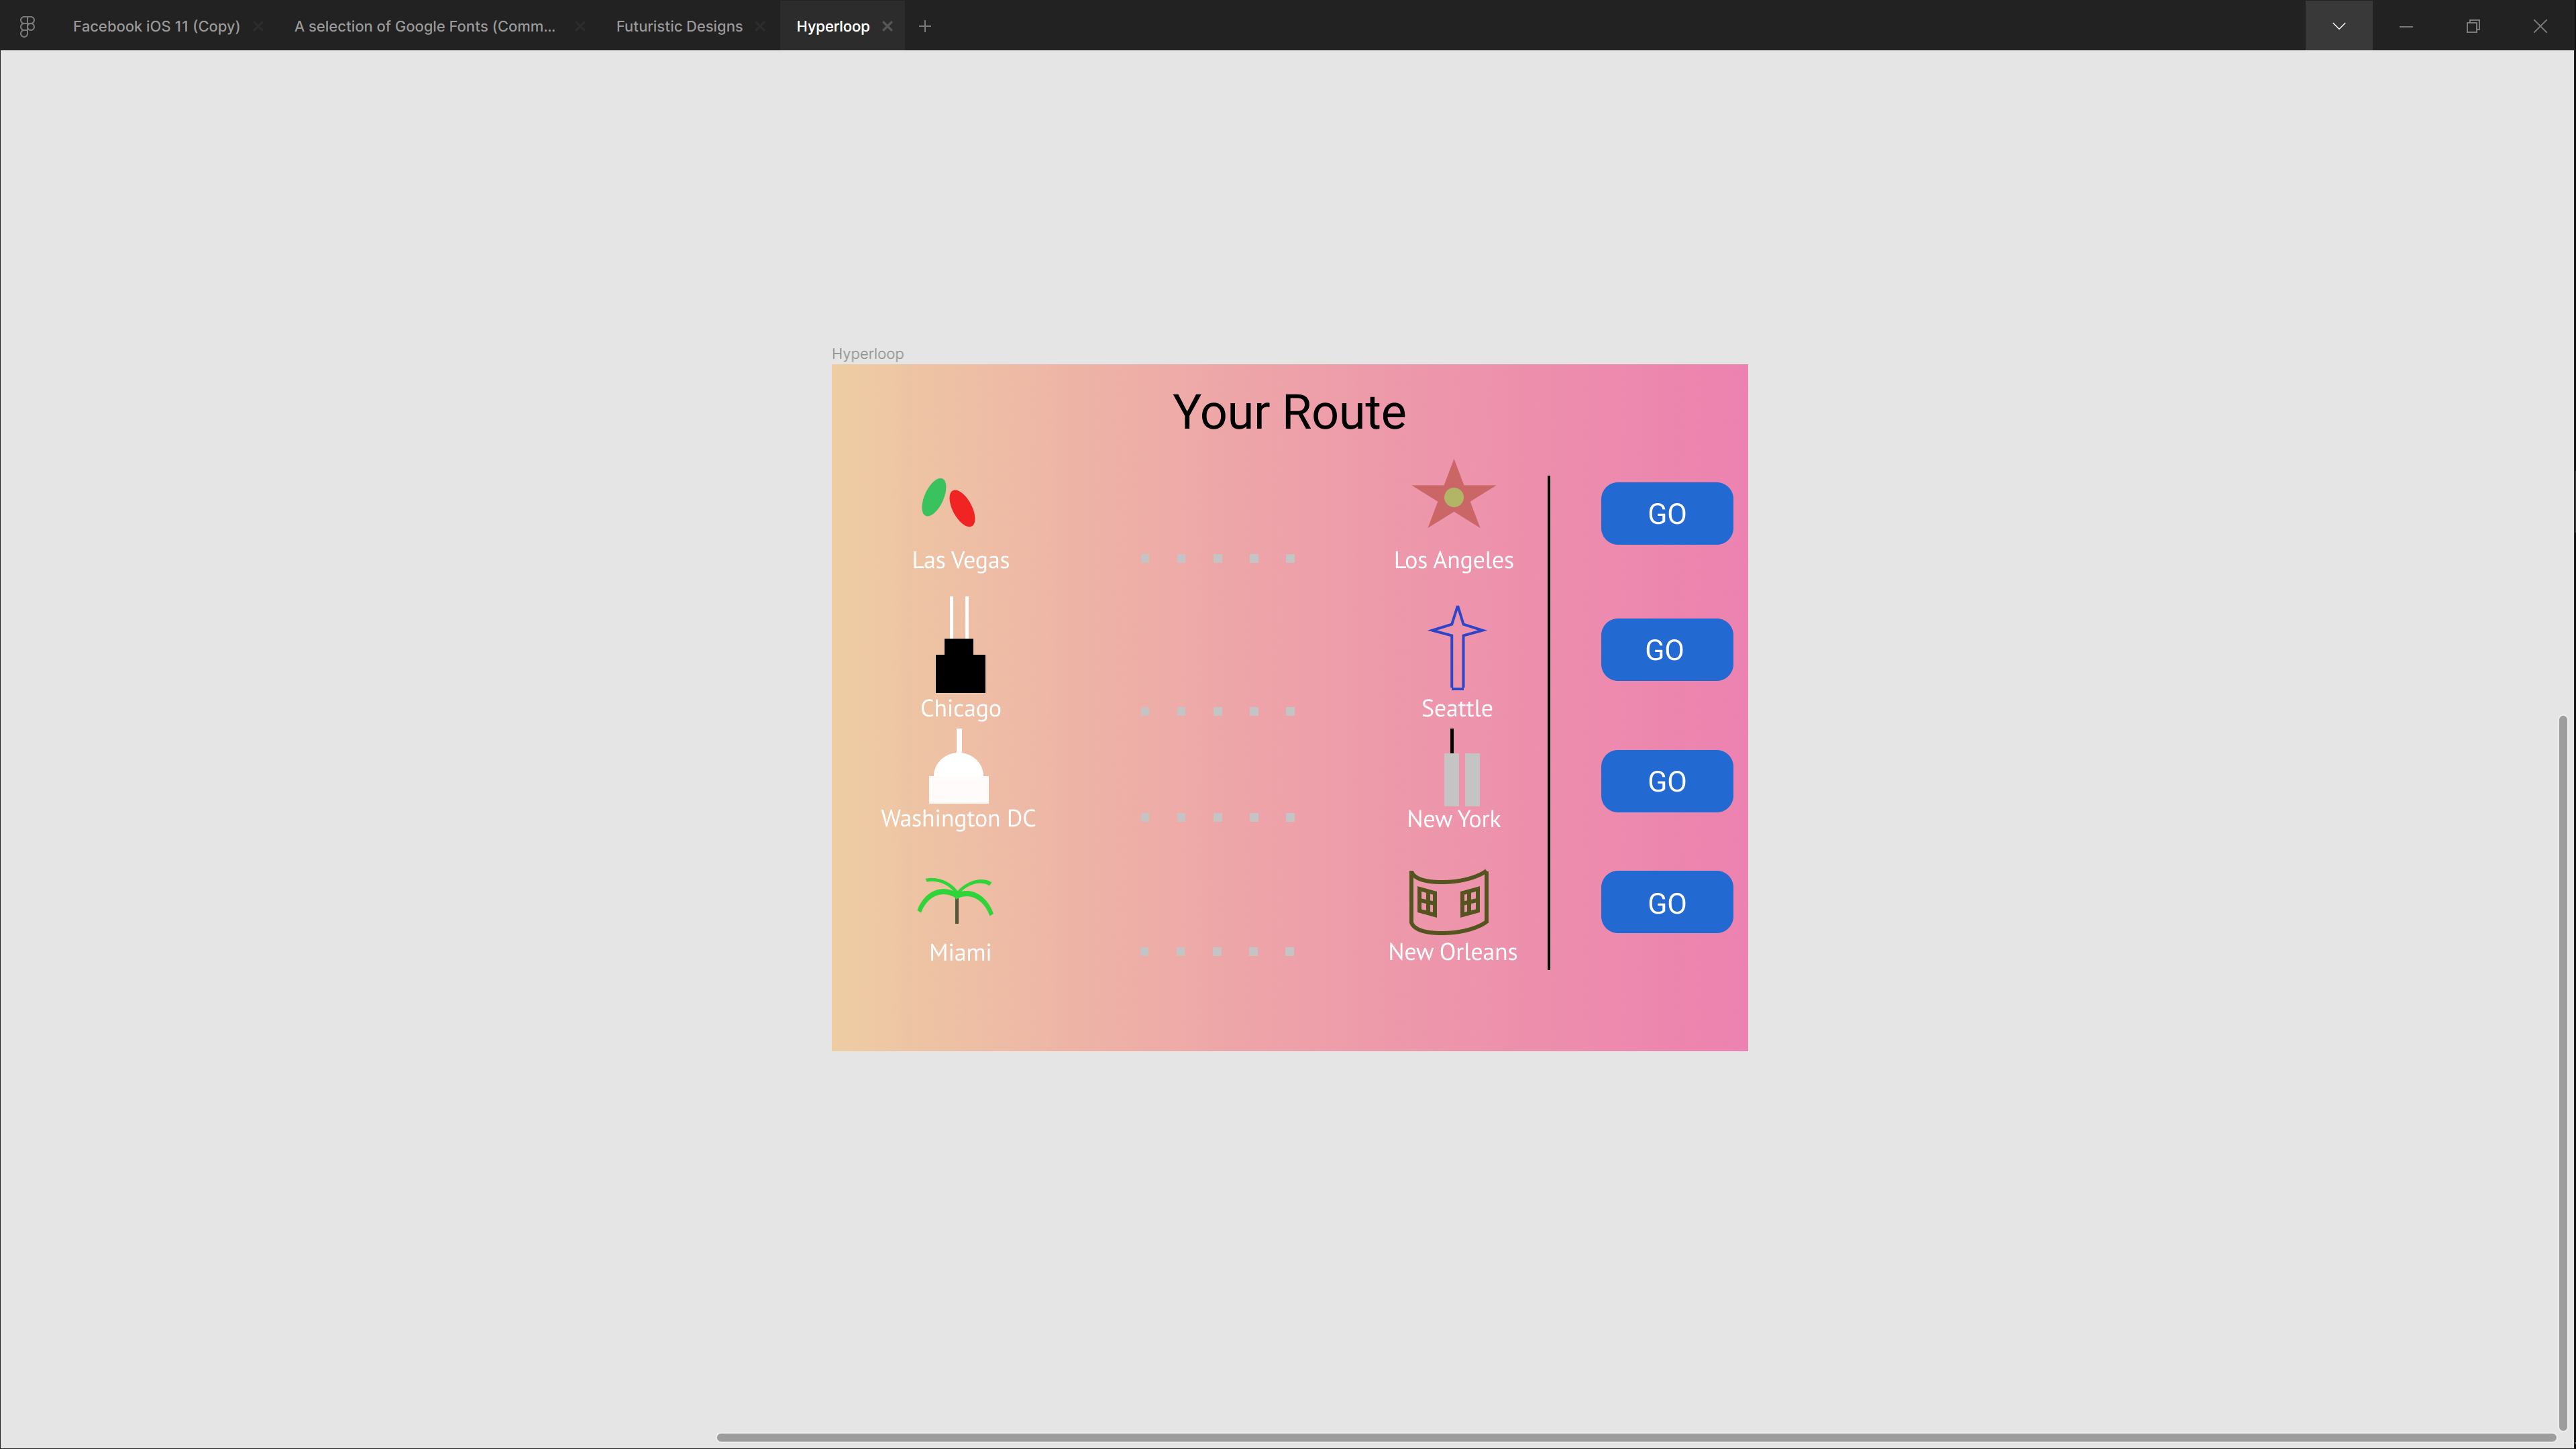 Facebook iOS 11 (Copy)
A selection of Google Fonts (Comm...
Futuristic Designs
Hyperloop
Hyperloop
Your Route
Las Vegas
Los Angeles
GO
Chicago
Seattle
GO
Washington DC
New York
GO
Miami
New Orleans
GO